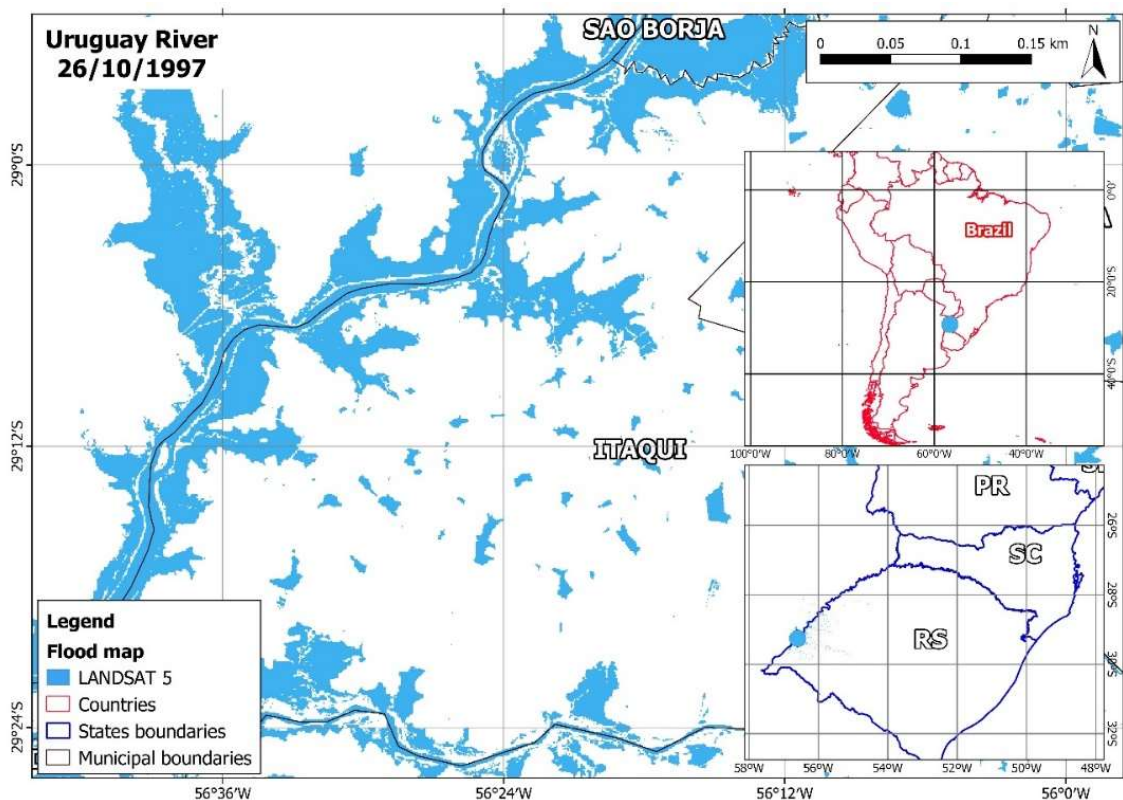 Uruguay River
26/10/1997
SAO BORJA
0 0.05 0.1 0.15 km
N
29°0'S
Brazil
0°0'
20°0'S
40°0'S
100°0'W 80°0'W 60°0'W 40°0'W
29°12'S
ITAQUI
PR
SC
RS
26°S
28°S
30°S
32°S
58°W 56°W 54°W 52°W 50°W 48°W
Legend
Flood map
LANDSAT 5
Countries
States boundaries
Municipal boundaries
29°24'S
56°36'W 56°24'W 56°12'W 56°0'W